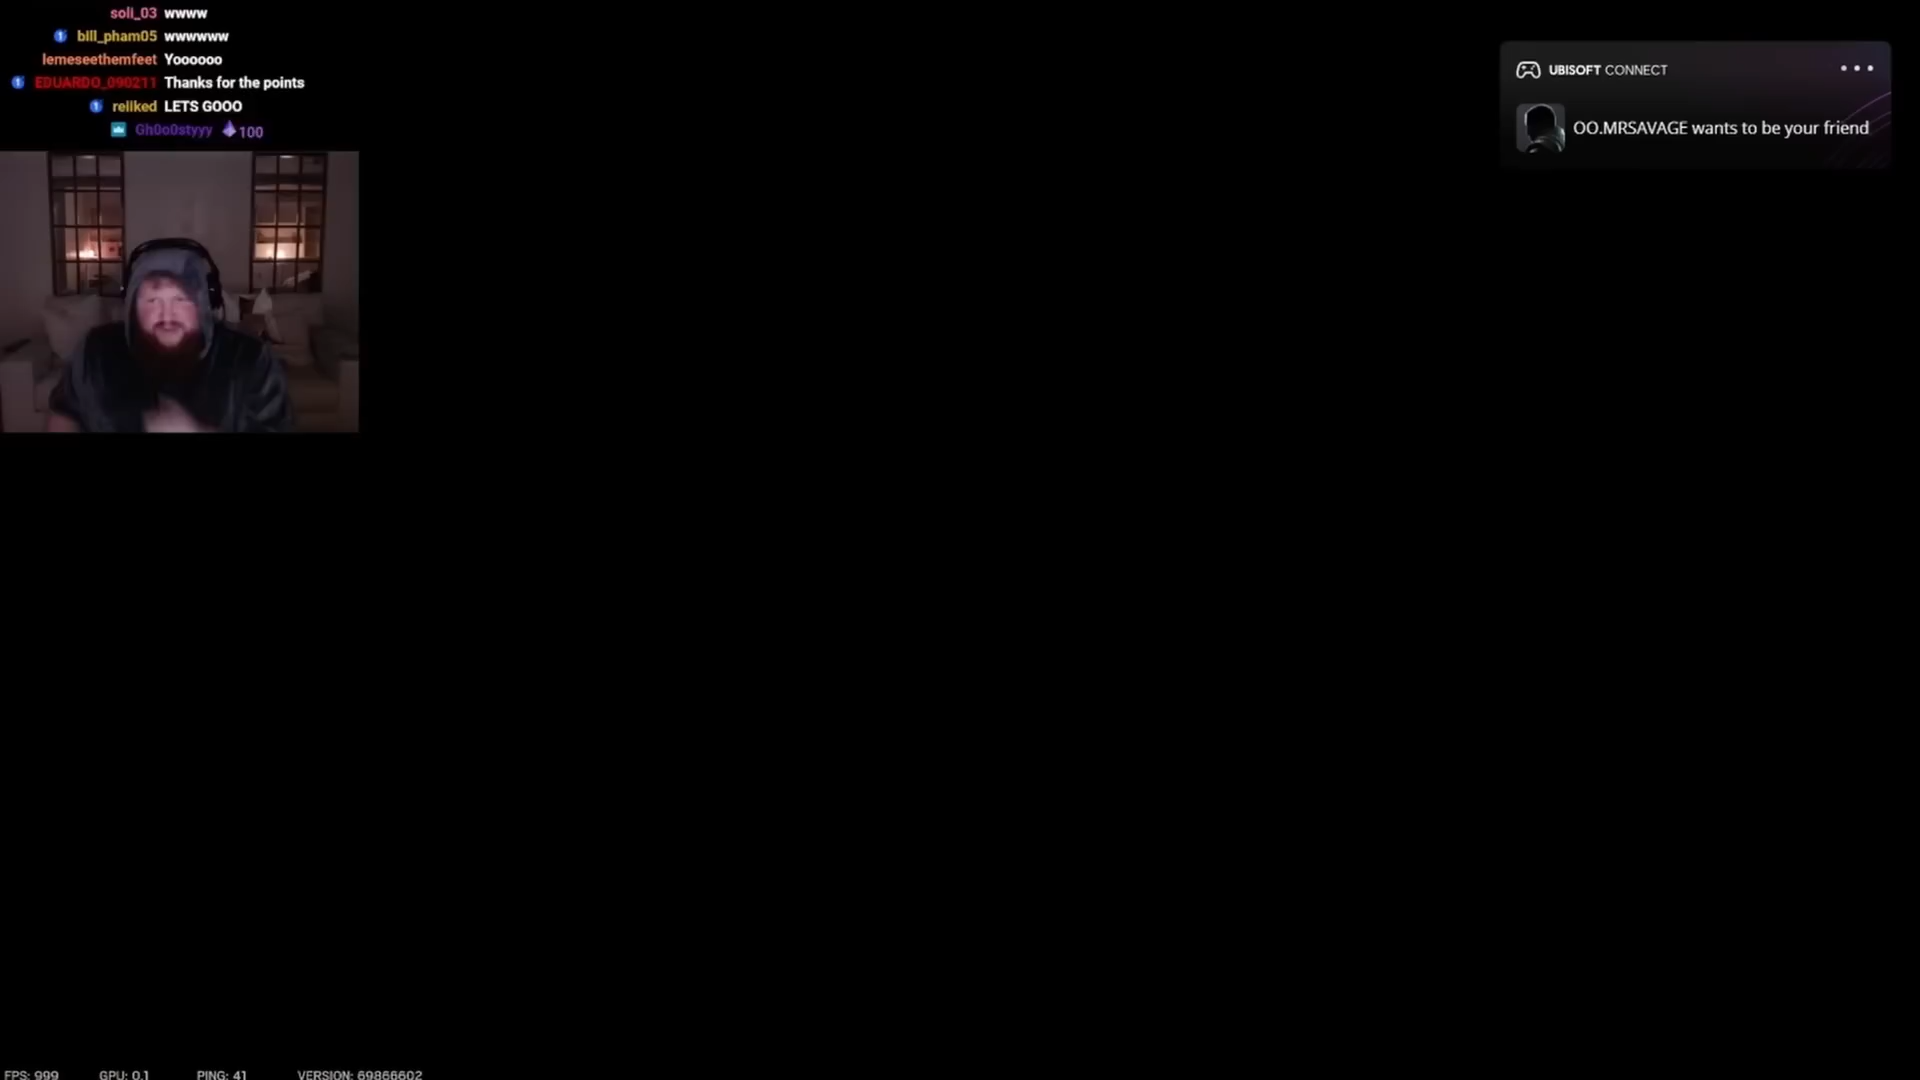 soli_03 wwww
bill_pham05 wwwwww
lemeseethemfeet Yoooooo
EDUARDO_090211 Thanks for the points
reliked LETS GOOO
Gh0o0styyy 100
UBISOFT CONNECT
OO.MRSAVAGE wants to be your friend
FPS: 999 GPU: 0.1 PING: 41 VERSION: 69866602